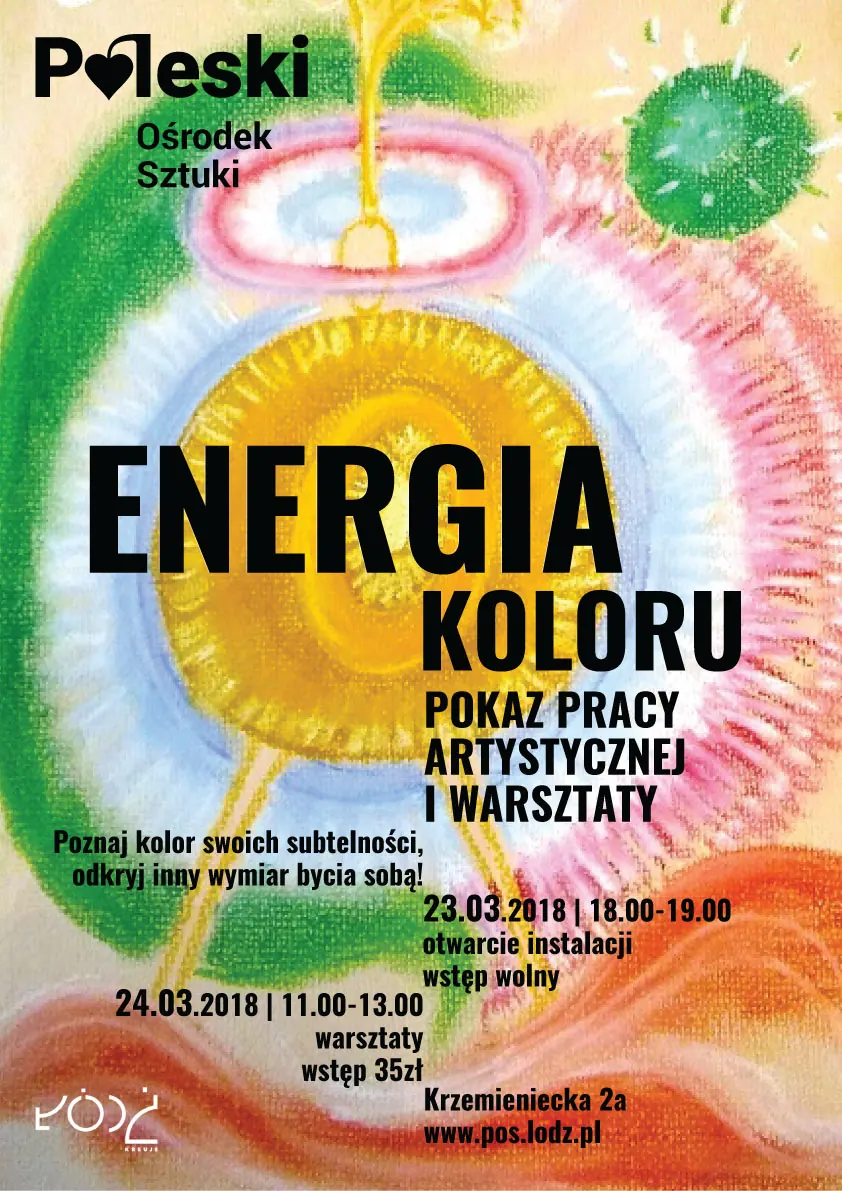 Poleski
Ośrodek
Sztuki
ENERGIA
KOLORU
POKAZ PRACY
ARTYSTYCZNEJ
I WARSZTATY
Poznaj kolor swoich subtelności,
odkryj inny wymiar bycia sobą!
23.03.2018 | 18.00-19.00
otwarcie instalacji
wstęp wolny
24.03.2018 | 11.00-13.00
warsztaty
wstęp 35zł
Krzemieniecka 2a
www.pos.lodz.pl
ŁÓDŹ
KREUJE